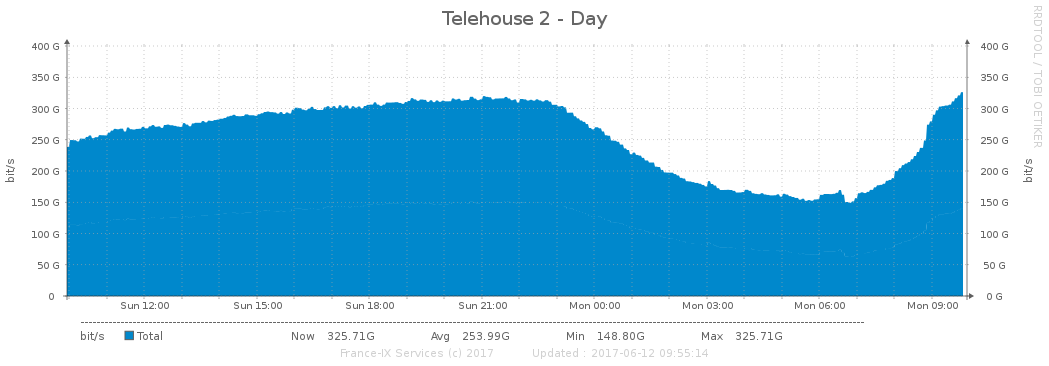 Telehouse 2 - Day
RRDTOOL / TOBI OETIKER
bit/s
400 G 400 G
350 G 350 G
300 G 300 G
250 G 250 G
200 G 200 G
150 G 150 G
100 G 100 G
50 G 50 G
0 0 G
bit/s
Sun 12:00 Sun 15:00 Sun 18:00 Sun 21:00 Mon 00:00 Mon 03:00 Mon 06:00 Mon 09:00
bit/s Total Now 325.71G Avg 253.99G Min 148.80G Max 325.71G
France-IX Services (c) 2017 Updated : 2017-06-12 09:55:14